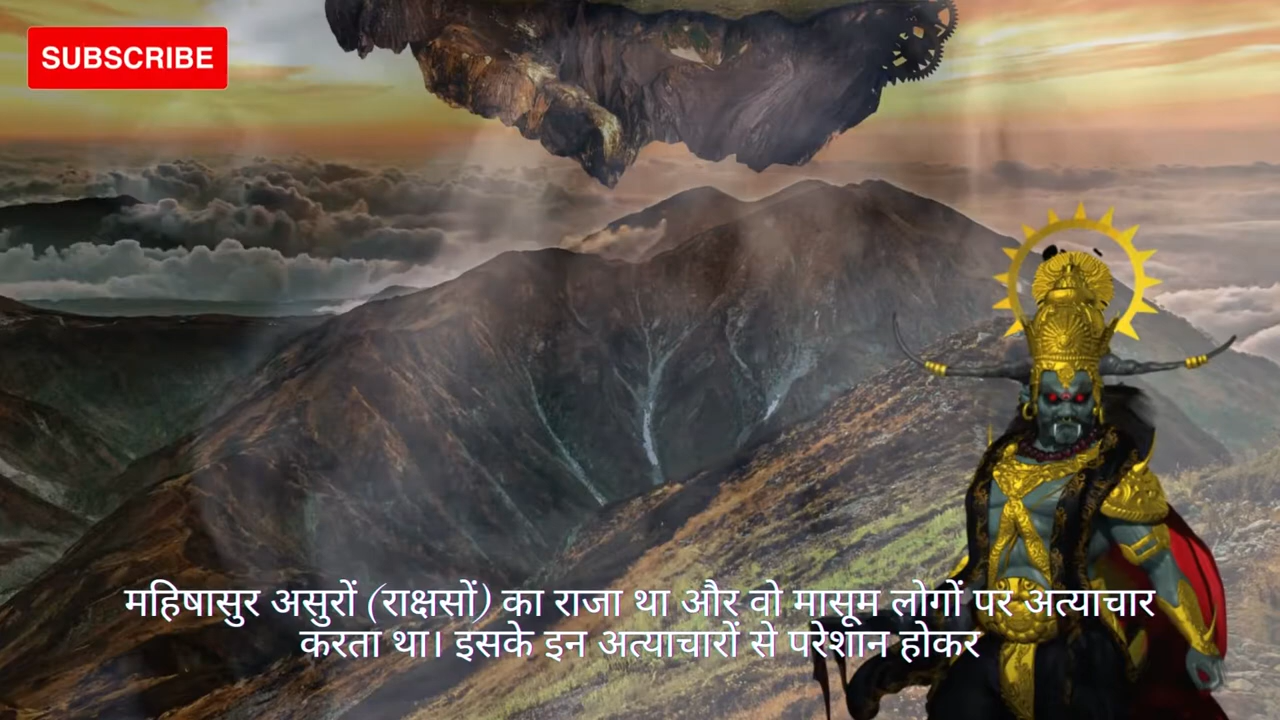 SUBSCRIBE
महिषासुर असुरों (राक्षसों) का राजा था और वो मासूम लोगों पर अत्याचार
करता था। इसके इन अत्याचारों से परेशान होकर